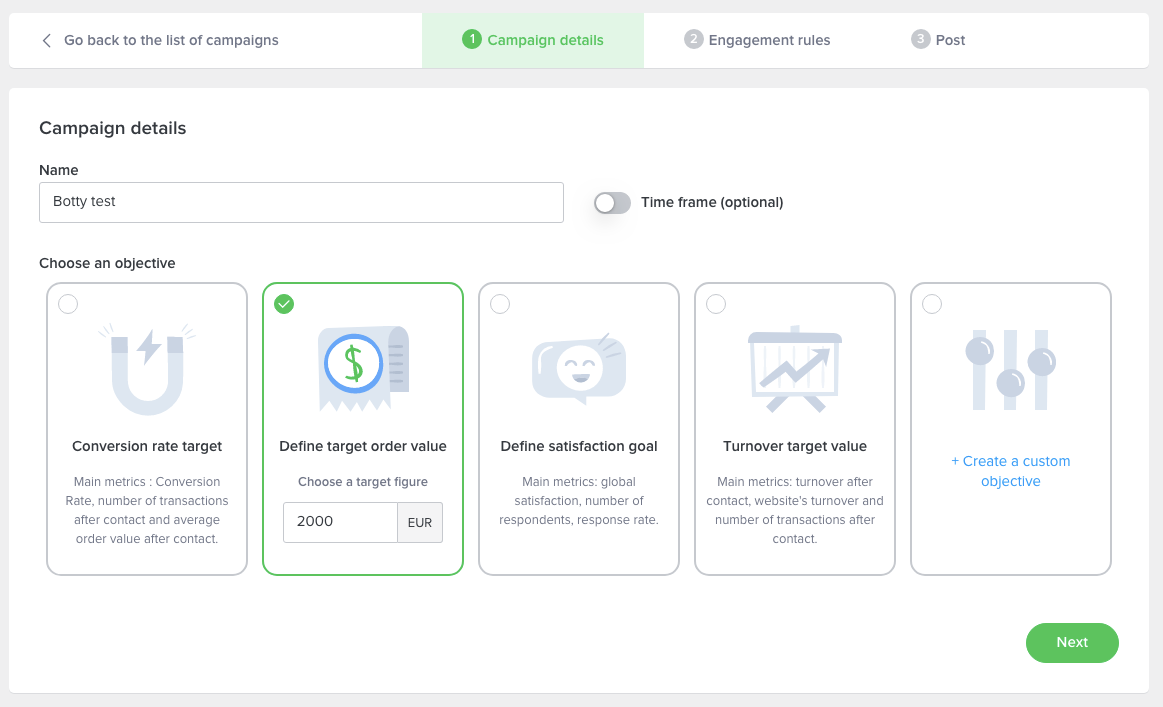 Go back to the list of campaigns
1 Campaign details
2 Engagement rules
3 Post
Campaign details
Name
Botty test
Time frame (optional)
Choose an objective
Conversion rate target
Main metrics : Conversion
Rate, number of transactions
after contact and average
order value after contact.
$
Define target order value
Choose a target figure
2000 EUR
Define satisfaction goal
Main metrics: global
satisfaction, number of
respondents, response rate.
Turnover target value
Main metrics: turnover after
contact, website's turnover and
number of transactions after
contact.
+ Create a custom
objective
Next